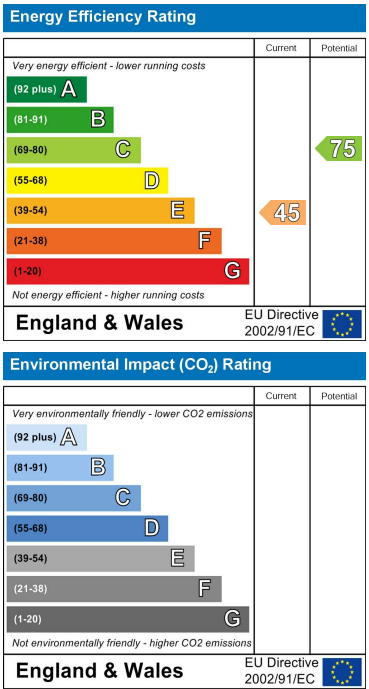 Energy Efficiency Rating
Current Potential
Very energy efficient - lower running costs
(92 plus) A
(81-91) B
(69-80) C 75
(55-68) D
(39-54) E 45
(21-38) F
(1-20) G
Not energy efficient - higher running costs
England & Wales
EU Directive
2002/91/EC
Environmental Impact (CO₂) Rating
Current Potential
Very environmentally friendly - lower CO2 emissions
(92 plus) A
(81-91) B
(69-80) C
(55-68) D
(39-54) E
(21-38) F
(1-20) G
Not environmentally friendly - higher CO2 emissions
England & Wales
EU Directive
2002/91/EC